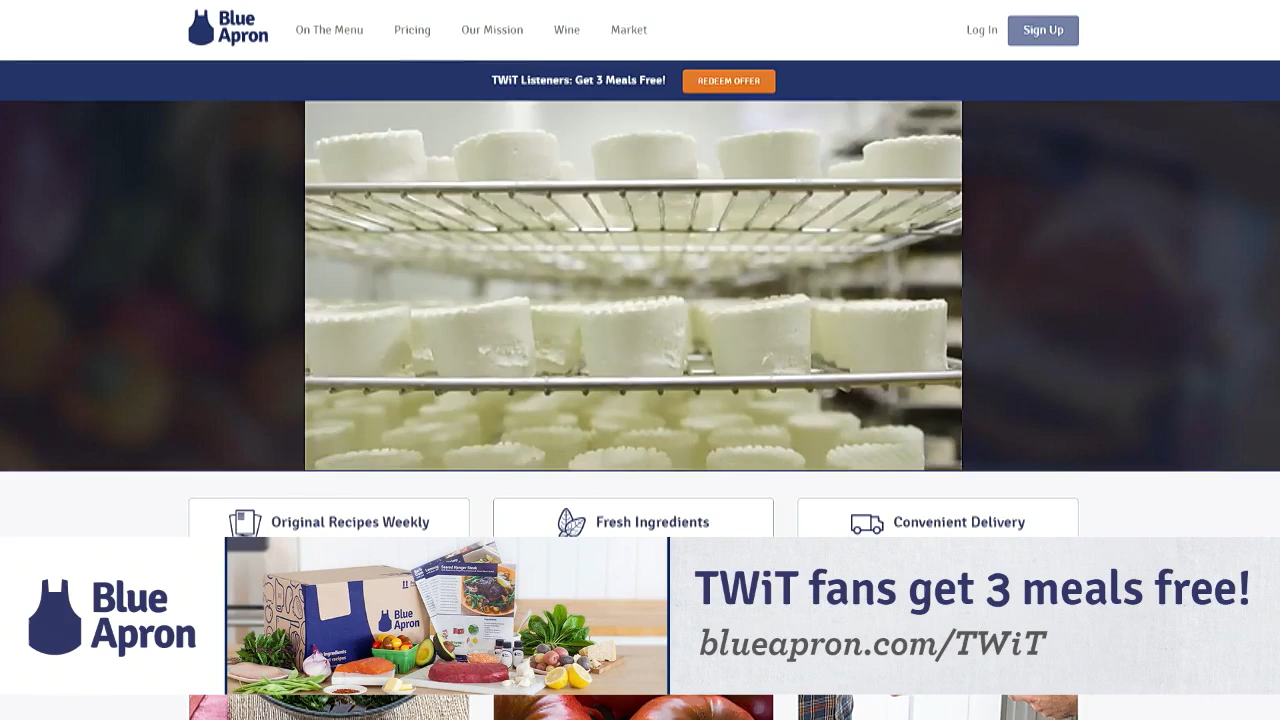 Blue
Apron
On The Menu
Pricing
Our Mission
Wine
Market
Log In
Sign Up
TWiT Listeners: Get 3 Meals Free!
REDEEM OFFER
Original Recipes Weekly
Fresh Ingredients
Convenient Delivery
Blue
Apron
Blue
Apron
TWiT fans get 3 meals free!
blueapron.com/TWiT